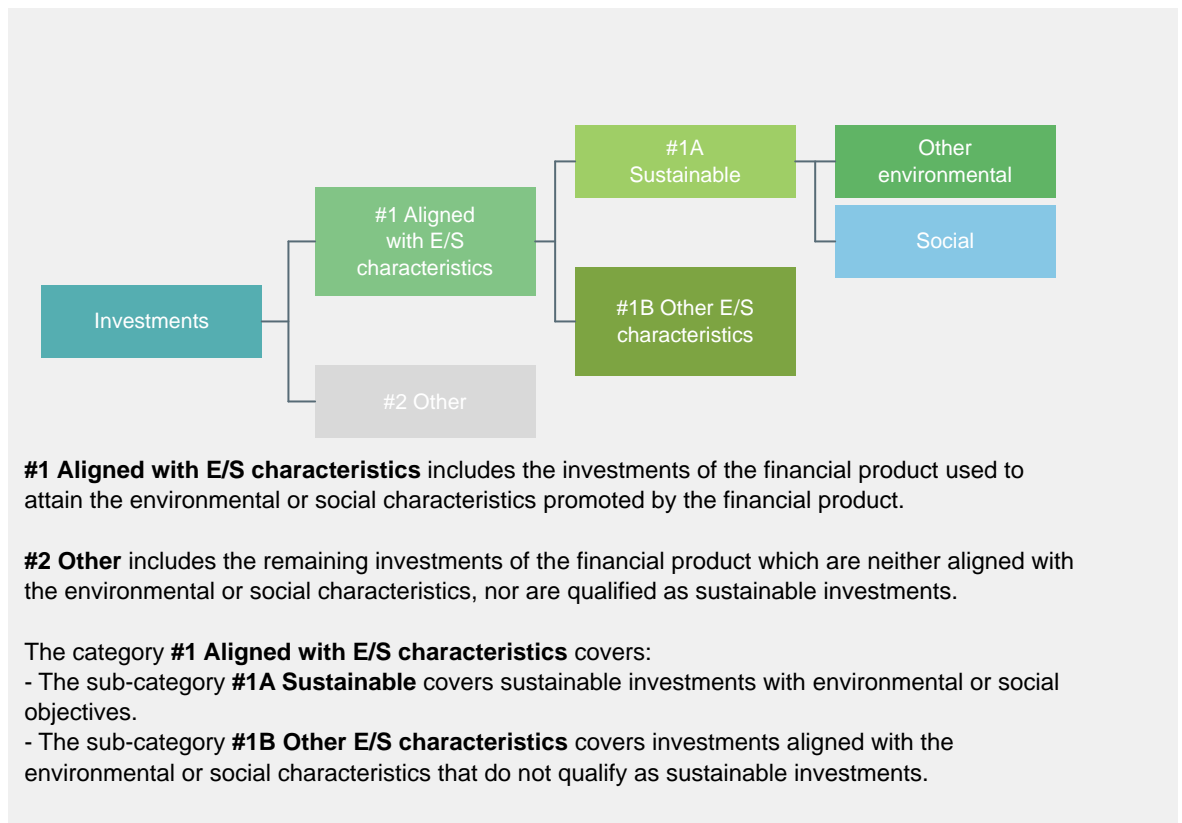 #1A
Sustainable
Other
environmental
#1 Aligned
with E/S
characteristics
Social
Investments
#1B Other E/S
characteristics
#2 Other
#1 Aligned with E/S characteristics includes the investments of the financial product used to
attain the environmental or social characteristics promoted by the financial product.
#2 Other includes the remaining investments of the financial product which are neither aligned with
the environmental or social characteristics, nor are qualified as sustainable investments.
The category #1 Aligned with E/S characteristics covers:
- The sub-category #1A Sustainable covers sustainable investments with environmental or social
objectives.
- The sub-category #1B Other E/S characteristics covers investments aligned with the
environmental or social characteristics that do not qualify as sustainable investments.